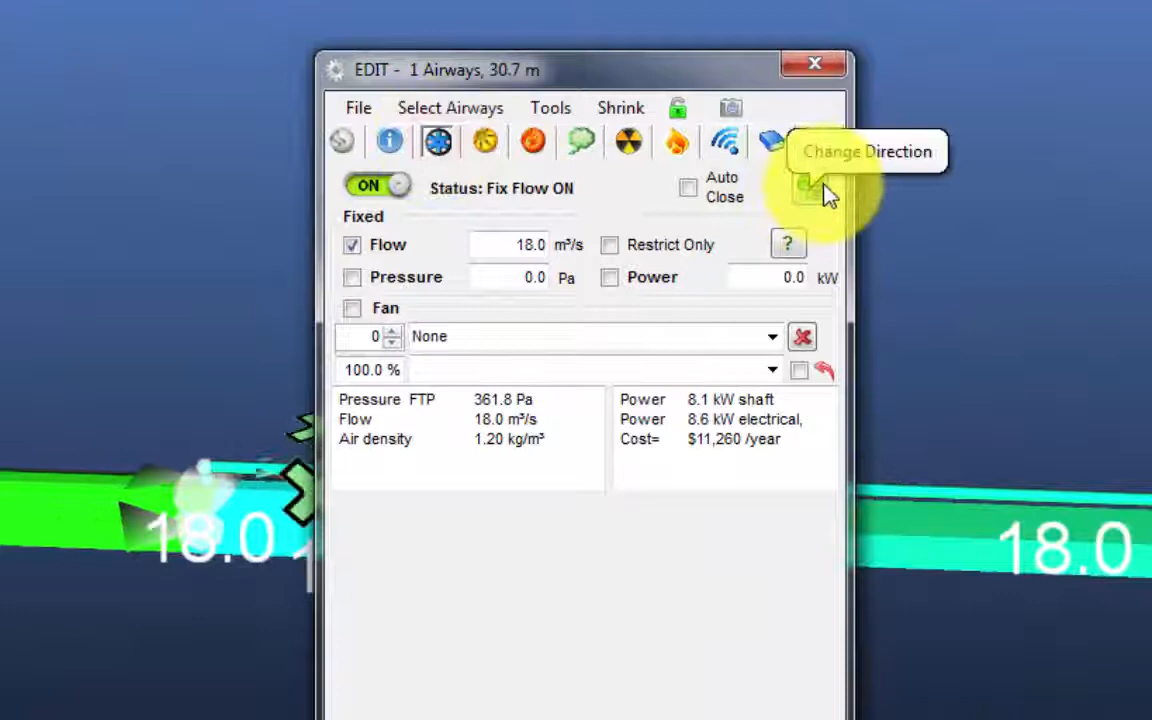 EDIT - 1 Airways, 30.7 m
File Select Airways Tools Shrink
Change Direction
ON Status: Fix Flow ON
Auto
Close
Fixed
Flow 18.0 m³/s Restrict Only ?
Pressure 0.0 Pa Power 0.0 kW
Fan
0 None
100.0 %
Pressure FTP 361.8 Pa
Flow 18.0 m³/s
Air density 1.20 kg/m³
Power 8.1 kW shaft
Power 8.6 kW electrical,
Cost= $11,260 /year
18.0
18.0